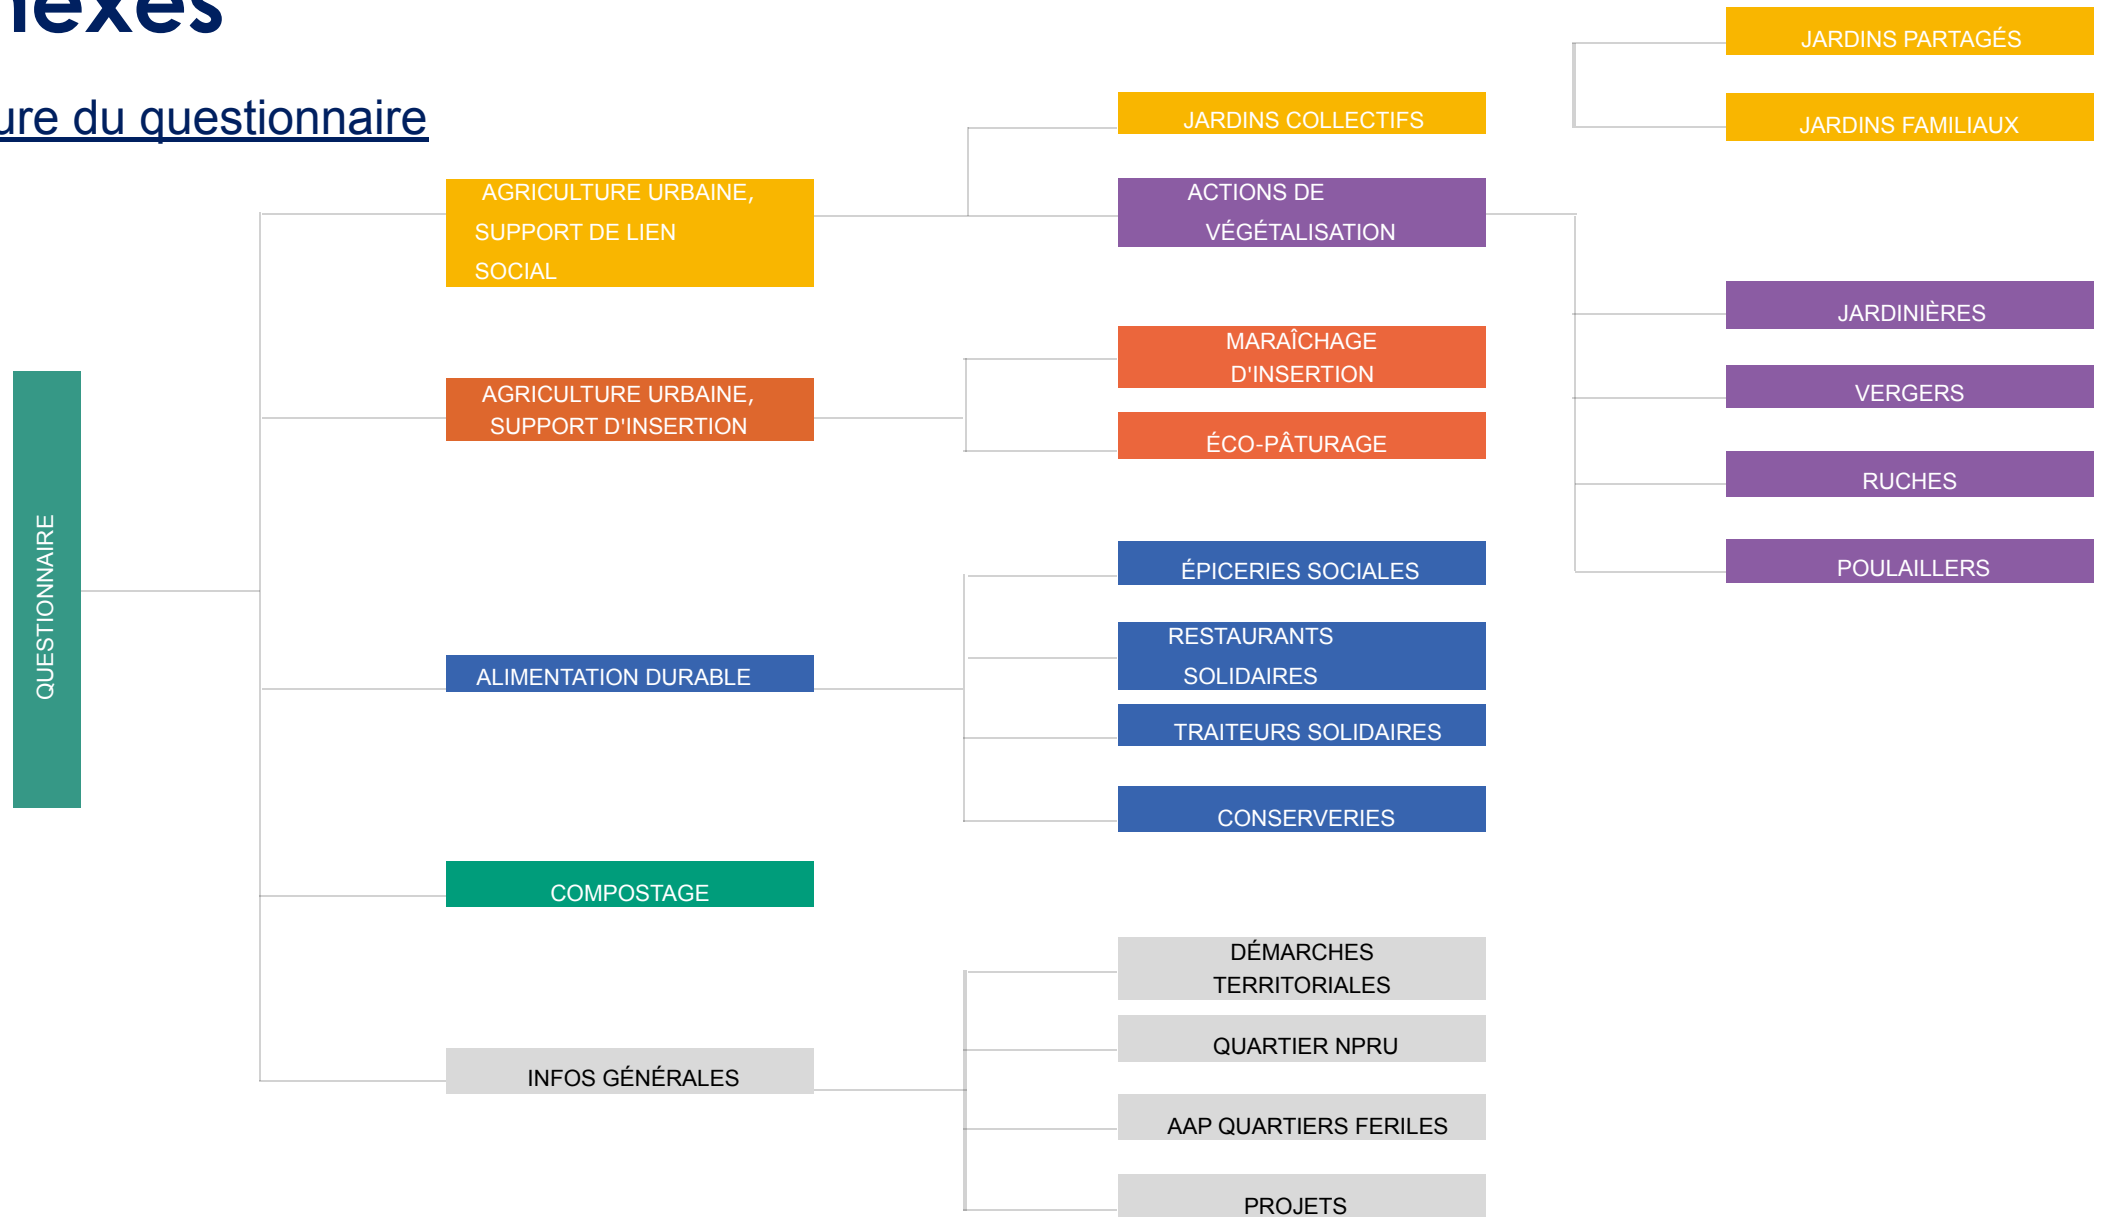 nexes
ure du questionnaire
QUESTIONNAIRE
AGRICULTURE URBAINE,
SUPPORT DE LIEN
SOCIAL
AGRICULTURE URBAINE,
SUPPORT D'INSERTION
ALIMENTATION DURABLE
COMPOSTAGE
INFOS GÉNÉRALES
JARDINS COLLECTIFS
ACTIONS DE
VÉGÉTALISATION
MARAÎCHAGE
D'INSERTION
ÉCO-PÂTURAGE
ÉPICERIES SOCIALES
RESTAURANTS
SOLIDAIRES
TRAITEURS SOLIDAIRES
CONSERVERIES
DÉMARCHES
TERRITORIALES
QUARTIER NPRU
AAP QUARTIERS FERILES
PROJETS
JARDINS PARTAGÉS
JARDINS FAMILIAUX
JARDINIÈRES
VERGERS
RUCHES
POULAILLERS